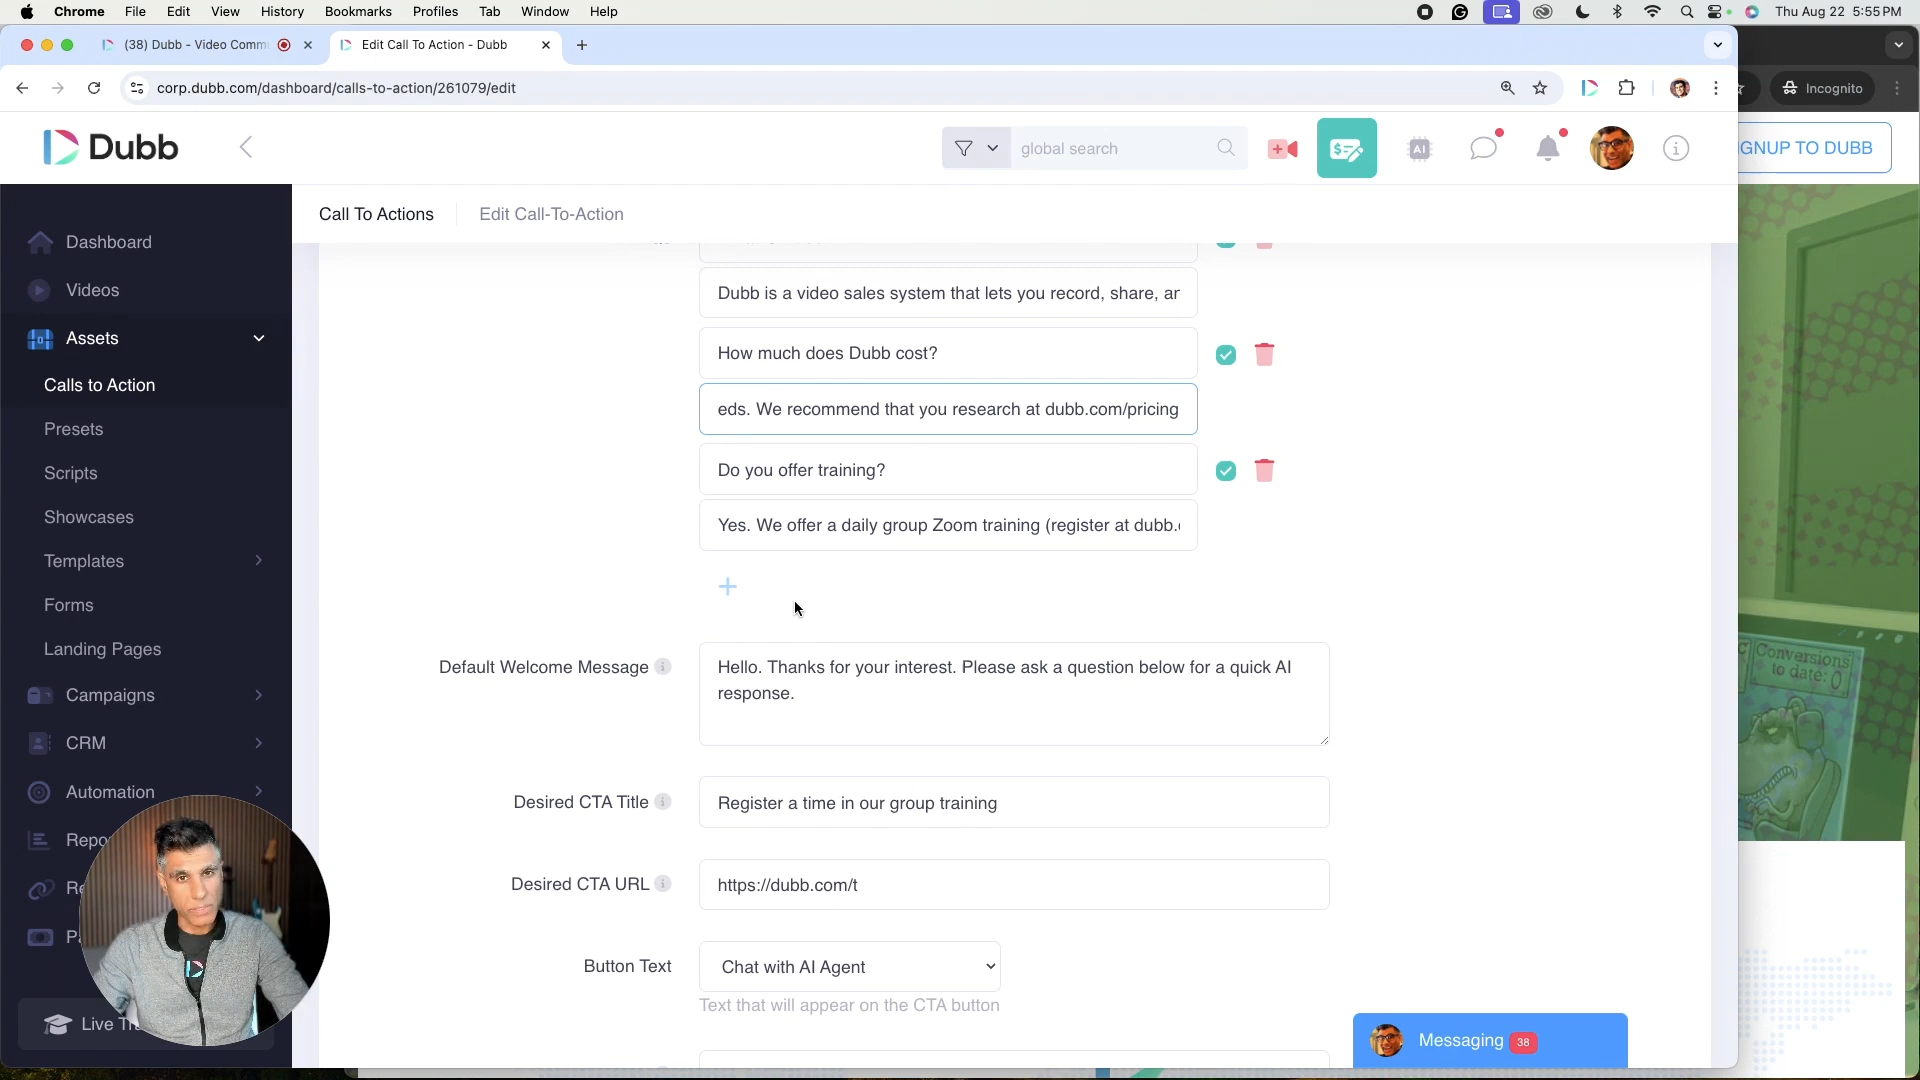 Chrome File Edit View History Bookmarks Profiles Tab Window Help
Thu Aug 22 5:55 PM
(38) Dubb - Video Comm
Edit Call To Action - Dubb
corp.dubb.com/dashboard/calls-to-action/261079/edit
Incognito
Dubb
global search
AI
GNUP TO DUBB
Call To Actions
Edit Call-To-Action
Dashboard
Videos
Assets
Calls to Action
Presets
Scripts
Showcases
Templates
Forms
Landing Pages
Campaigns
CRM
Automation
Repo
Re
Pa
Live Tr
Dubb is a video sales system that lets you record, share, ar
How much does Dubb cost?
eds. We recommend that you research at dubb.com/pricing
Do you offer training?
Yes. We offer a daily group Zoom training (register at dubb.
Default Welcome Message
Hello. Thanks for your interest. Please ask a question below for a quick AI
response.
Desired CTA Title
Register a time in our group training
Desired CTA URL
https://dubb.com/t
Button Text
Chat with AI Agent
Text that will appear on the CTA button
Messaging 38
Conversions
to date: 0